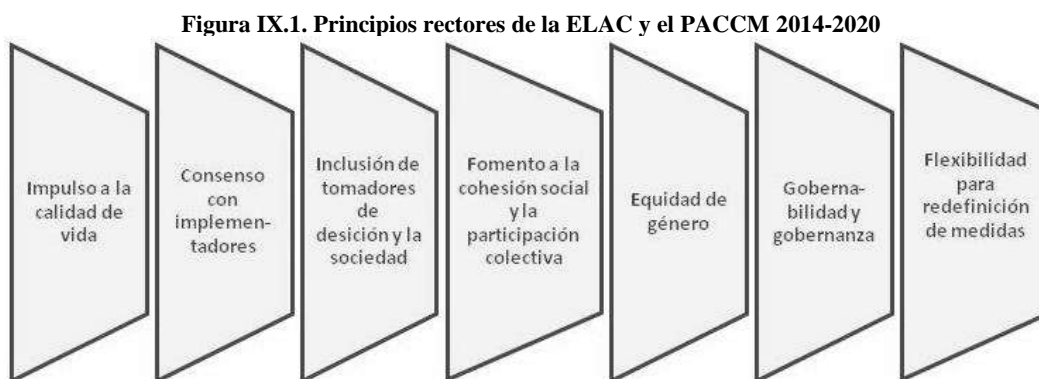 Figura IX.1. Principios rectores de la ELAC y el PACCM 2014-2020
Impulso a la
calidad de
vida
Consenso
con
implemen-
tadores
Inclusión de
tomadores
de
desición y la
sociedad
Fomento a la
cohesión social
y la
participación
colectiva
Equidad de
género
Goberna-
bilidad y
gobernanza
Flexibilidad
para
redefinición
de medidas